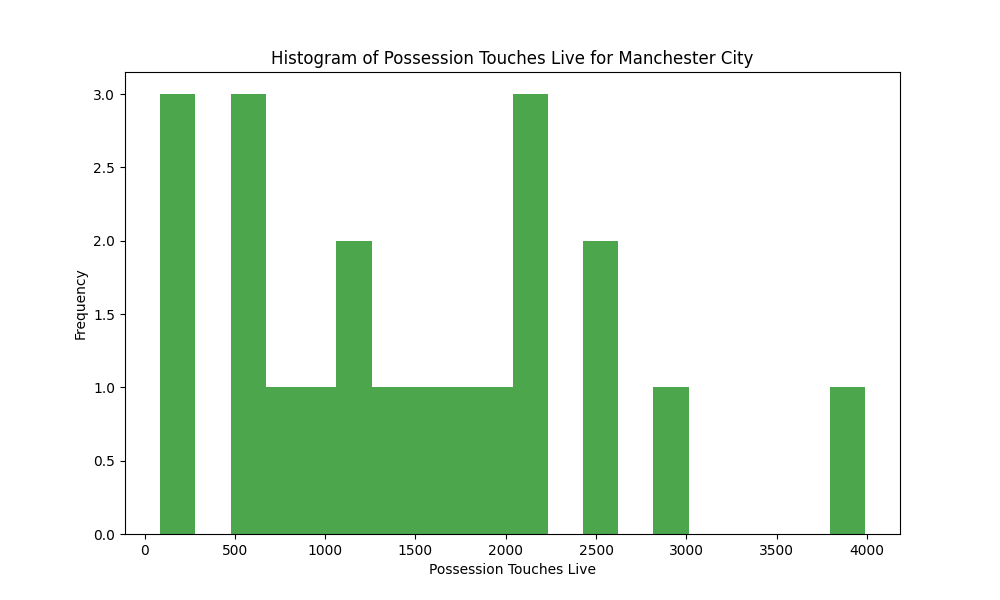 Histogram of Possession Touches Live for Manchester City
3.0
2.5
2.0
1.5
1.0
0.5
0.0
Frequency
0 500 1000 1500 2000 2500 3000 3500 4000
Possession Touches Live